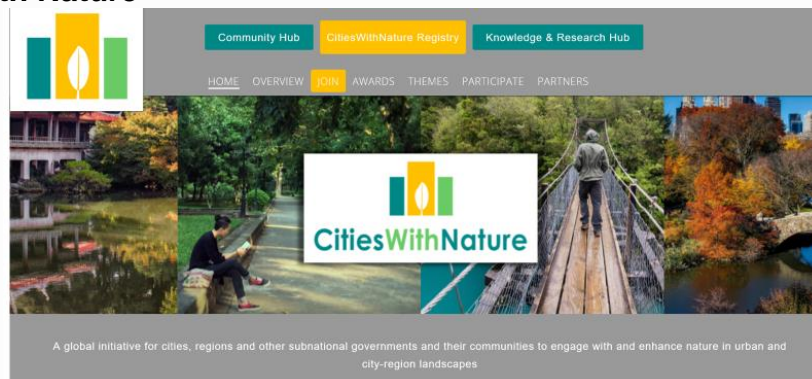 Community Hub
CitiesWithNature Registry
Knowledge & Research Hub
HOME OVERVIEW JOIN AWARDS THEMES PARTICIPATE PARTNERS
CitiesWithNature
A global initiative for cities, regions and other subnational governments and their communities to engage with and enhance nature in urban and
city-region landscapes